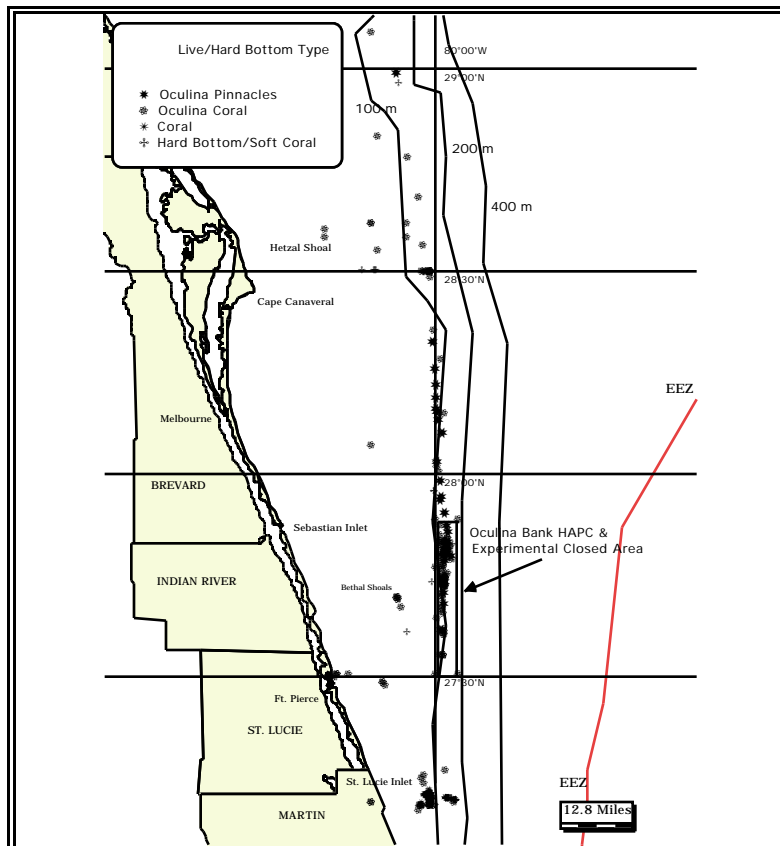 Live/Hard Bottom Type
Oculina Pinnacles
Oculina Coral
Coral
Hard Bottom/Soft Coral
80°00'W
29°00'N
100 m
200 m
400 m
Hetzal Shoal
28°30'N
Cape Canaveral
EEZ
Melbourne
28°00'N
BREVARD
Sebastian Inlet
Oculina Bank HAPC &
Experimental Closed Area
INDIAN RIVER
Bethal Shoals
27°30'N
Ft. Pierce
ST. LUCIE
St. Lucie Inlet
EEZ
12.8 Miles
MARTIN